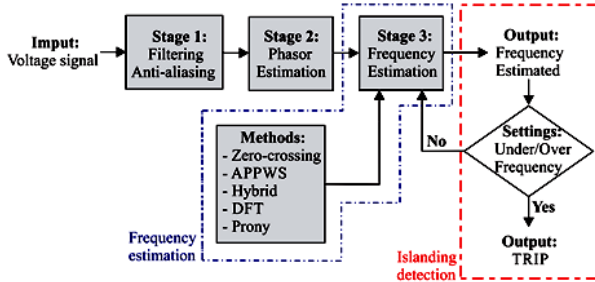 Imput:
Voltage signal
Stage 1:
Filtering
Anti-aliasing
Stage 2:
Phasor
Estimation
Stage 3:
Frequency
Estimation
Output:
Frequency
Estimated
Methods:
- Zero-crossing
- APPWS
- Hybrid
- DFT
- Prony
No
Settings:
Under/Over
Frequency
Yes
Output:
TRIP
Frequency
estimation
Islanding
detection